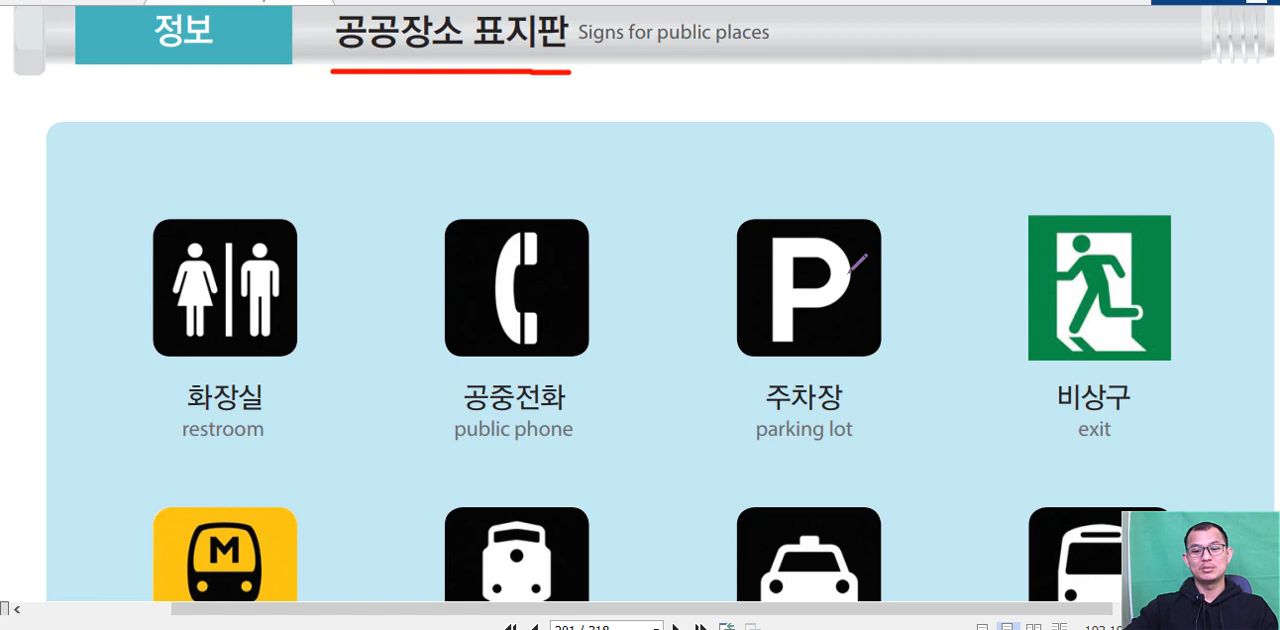 정보
공공장소 표지판 Signs for public places
P
화장실 공중전화 주차장 비상구
restroom public phone parking lot exit
M